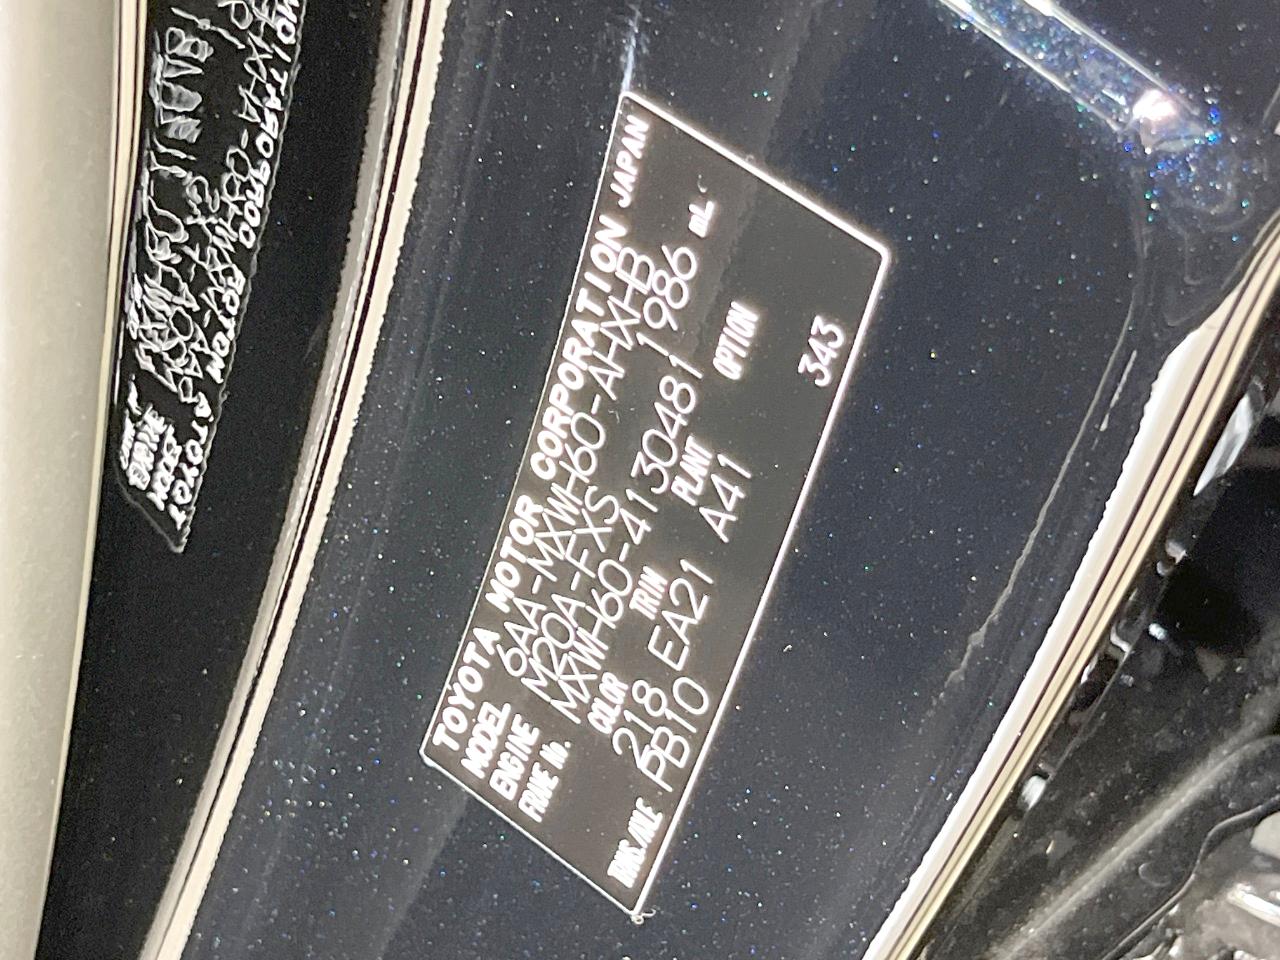 TOYOTA MOTOR CORPORATION JAPAN
MODEL 6AA-MXWH60-AHXHB
ENGINE M20A-FXS 1986 mL
FRAME No. MXWH60-4130481
COLOR TRIM PLANT OPTION
218 EA21 A41
TRANS./AXLE PB10 343